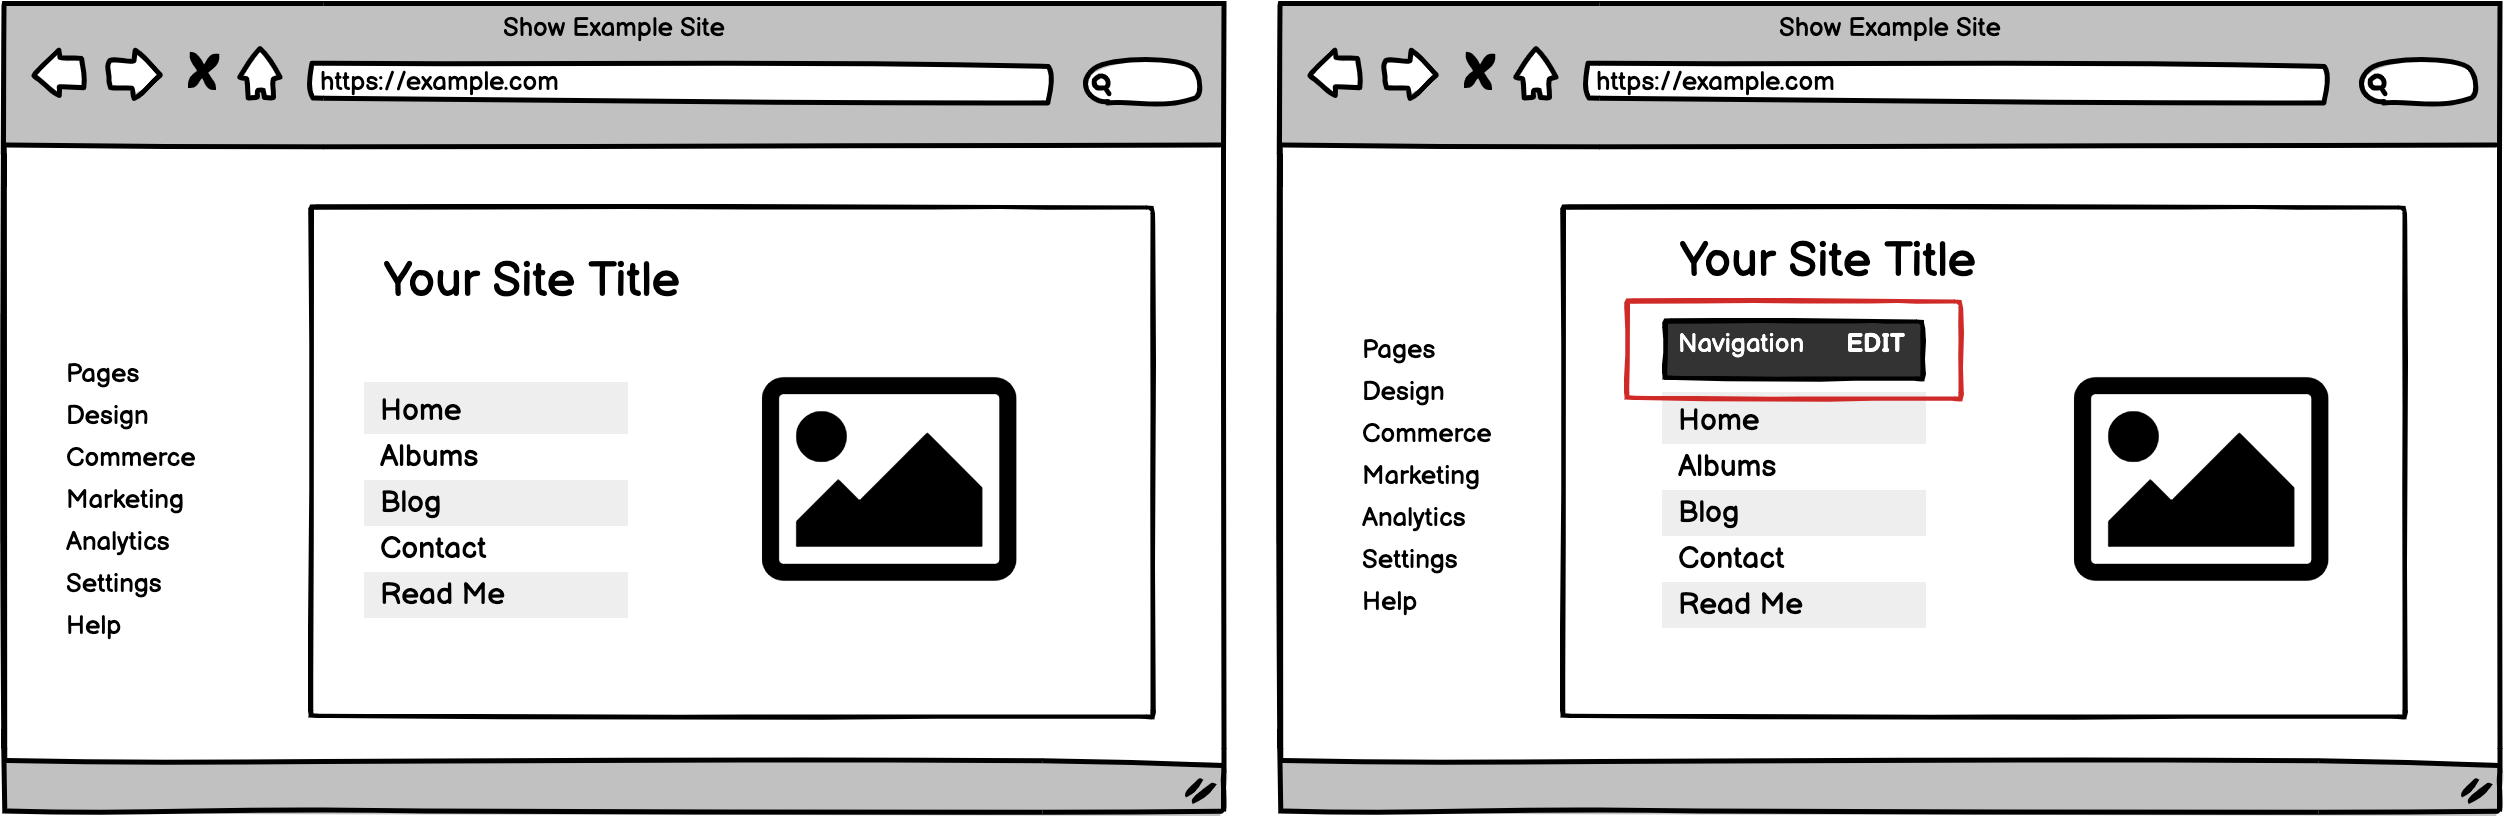 Show Example Site
https://example.com
Your Site Title
Pages
Design
Commerce
Marketing
Analytics
Settings
Help
Home
Albums
Blog
Contact
Read Me
Show Example Site
https://example.com
Your Site Title
Navigation EDIT
Pages
Design
Commerce
Marketing
Analytics
Settings
Help
Home
Albums
Blog
Contact
Read Me